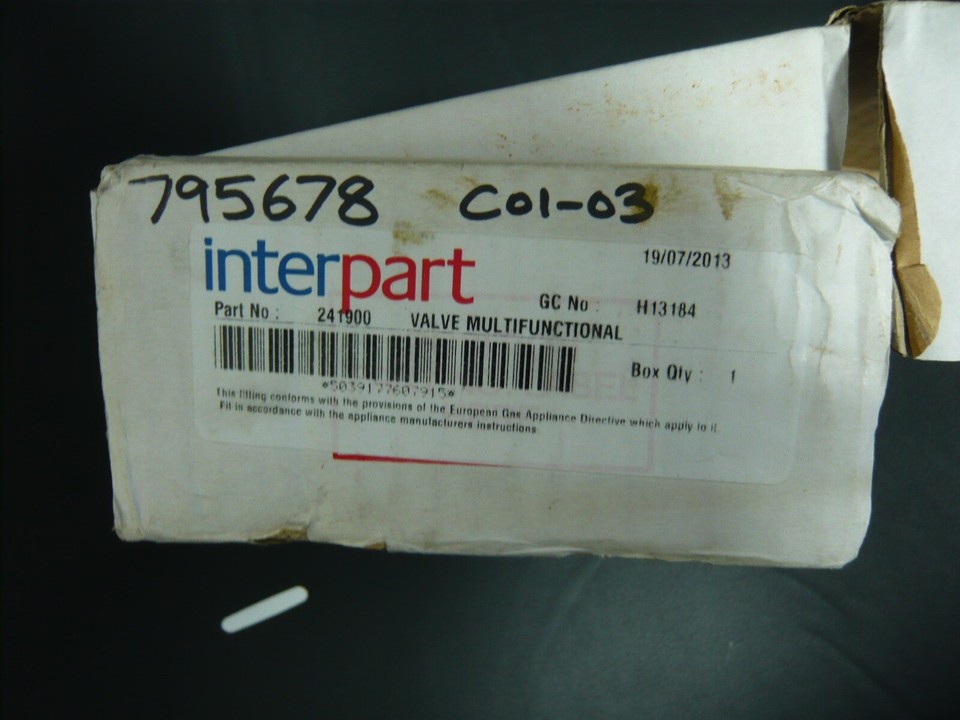 795678 C01-03
interpart
19/07/2013
GC No : H13184
Part No : 241900 VALVE MULTIFUNCTIONAL
Box Qty : 1
*5039177607915*
This fitting conforms with the provisions of the European Gas Appliance Directive which apply to it
Fit in accordance with the appliance manufacturers instructions